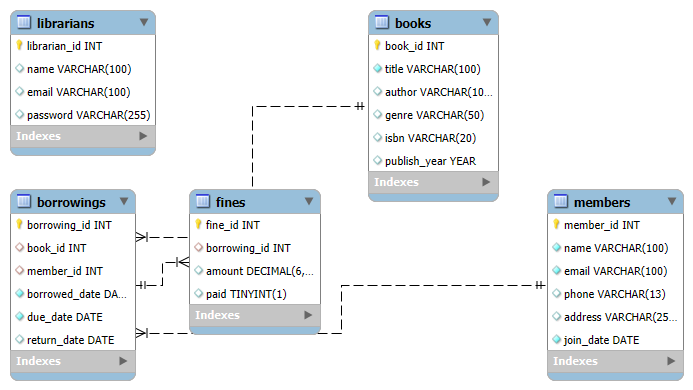 librarians
librarian_id INT
name VARCHAR(100)
email VARCHAR(100)
password VARCHAR(255)
Indexes
books
book_id INT
title VARCHAR(100)
author VARCHAR(10...
genre VARCHAR(50)
isbn VARCHAR(20)
publish_year YEAR
Indexes
borrowings
borrowing_id INT
book_id INT
member_id INT
borrowed_date DA...
due_date DATE
return_date DATE
Indexes
fines
fine_id INT
borrowing_id INT
amount DECIMAL(6,...
paid TINYINT(1)
Indexes
members
member_id INT
name VARCHAR(100)
email VARCHAR(100)
phone VARCHAR(13)
address VARCHAR(25...
join_date DATE
Indexes